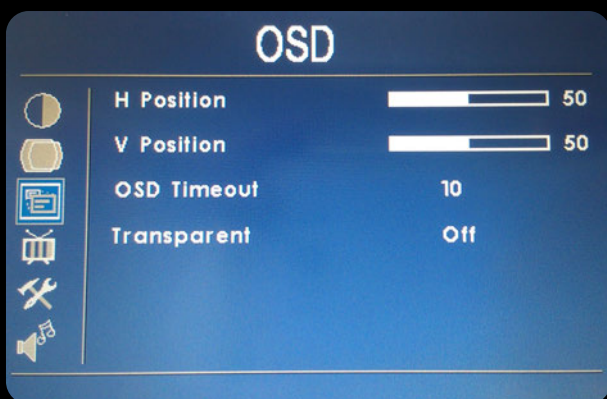 OSD
H Position 50
V Position 50
OSD Timeout 10
Transparent Off